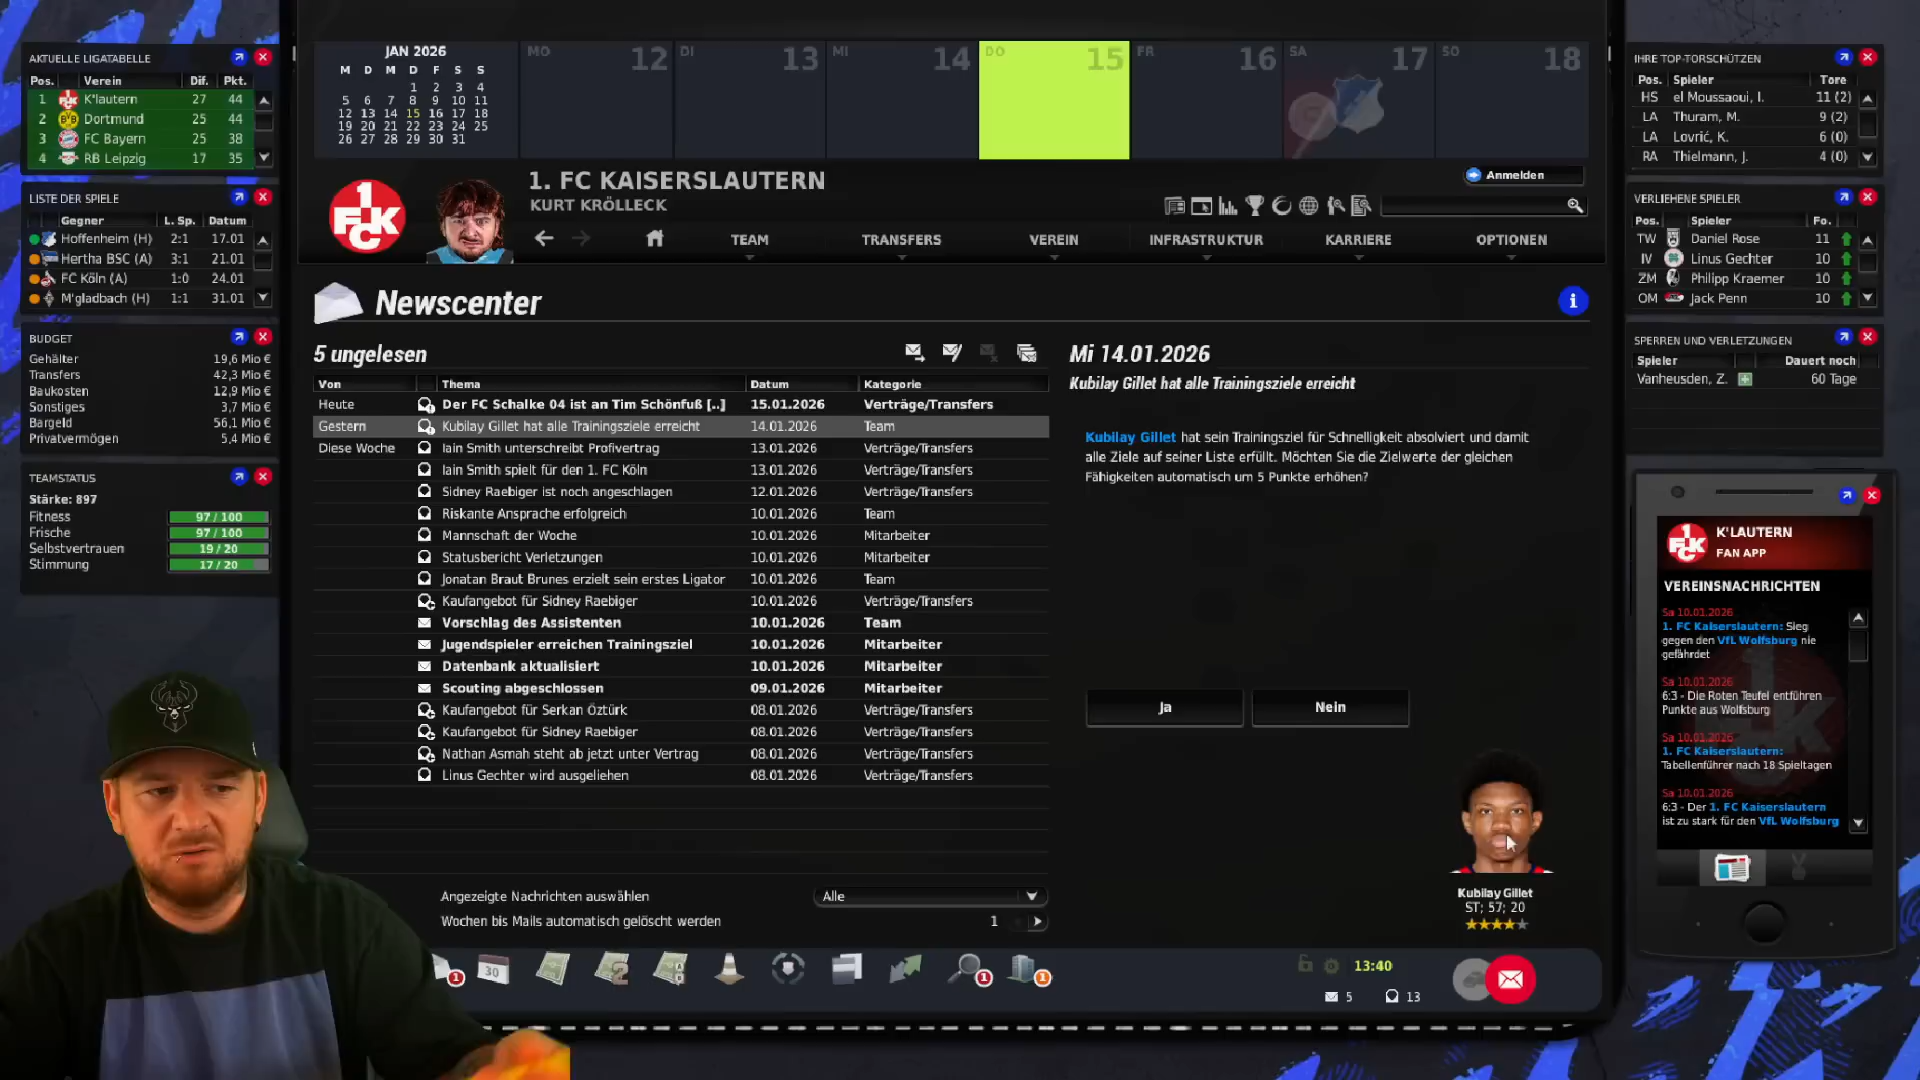 AKTUELLE LIGATABELLE
Pos. Verein Dif. Pkt.
1 K'lautern 27 44
2 Dortmund 25 44
3 FC Bayern 25 38
4 RB Leipzig 17 35
LISTE DER SPIELE
Gegner L. Sp. Datum
Hoffenheim (H) 2:1 17.01
Hertha BSC (A) 3:1 21.01
FC Köln (A) 1:0 24.01
M'gladbach (H) 1:1 31.01
BUDGET
Gehälter 19,6 Mio €
Transfers 42,3 Mio €
Baukosten 12,9 Mio €
Sonstiges 3,7 Mio €
Bargeld 56,1 Mio €
Privatvermögen 5,4 Mio €
TEAMSTATUS
Stärke: 897
Fitness 97 / 100
Frische 97 / 100
Selbstvertrauen 19 / 20
Stimmung 17 / 20
JAN 2026
M D M D F S S
1 2 3 4
5 6 7 8 9 10 11
12 13 14 15 16 17 18
19 20 21 22 23 24 25
26 27 28 29 30 31
MO 12 DI 13 MI 14 DO 15 FR 16 SA 17 SO 18
1. FC KAISERSLAUTERN
KURT KRÖLLECK
Anmelden
TEAM TRANSFERS VEREIN INFRASTRUKTUR KARRIERE OPTIONEN
Newscenter
5 ungelesen
Von Thema Datum Kategorie
Heute Der FC Schalke 04 ist an Tim Schönfuß [..] 15.01.2026 Verträge/Transfers
Gestern Kubilay Gillet hat alle Trainingsziele erreicht 14.01.2026 Team
Diese Woche Iain Smith unterschreibt Profivertrag 13.01.2026 Verträge/Transfers
Iain Smith spielt für den 1. FC Köln 13.01.2026 Verträge/Transfers
Sidney Raebiger ist noch angeschlagen 12.01.2026 Verträge/Transfers
Riskante Ansprache erfolgreich 10.01.2026 Team
Mannschaft der Woche 10.01.2026 Mitarbeiter
Statusbericht Verletzungen 10.01.2026 Mitarbeiter
Jonatan Braut Brunes erzielt sein erstes Ligator 10.01.2026 Team
Kaufangebot für Sidney Raebiger 10.01.2026 Verträge/Transfers
Vorschlag des Assistenten 10.01.2026 Team
Jugendspieler erreichen Trainingsziel 10.01.2026 Mitarbeiter
Datenbank aktualisiert 10.01.2026 Mitarbeiter
Scouting abgeschlossen 09.01.2026 Mitarbeiter
Kaufangebot für Serkan Öztürk 08.01.2026 Verträge/Transfers
Kaufangebot für Sidney Raebiger 08.01.2026 Verträge/Transfers
Nathan Asmah steht ab jetzt unter Vertrag 08.01.2026 Verträge/Transfers
Linus Gechter wird ausgeliehen 08.01.2026 Verträge/Transfers
Angezeigte Nachrichten auswählen Alle
Wochen bis Mails automatisch gelöscht werden 1
Mi 14.01.2026
Kubilay Gillet hat alle Trainingsziele erreicht
Kubilay Gillet hat sein Trainingsziel für Schnelligkeit absolviert und damit
alle Ziele auf seiner Liste erfüllt. Möchten Sie die Zielwerte der gleichen
Fähigkeiten automatisch um 5 Punkte erhöhen?
Ja Nein
Kubilay Gillet
ST; 57; 20
1 30 2 1 1
13:40
5 13
IHRE TOP-TORSCHÜTZEN
Pos. Spieler Tore
HS el Moussaoui, I. 11 (2)
LA Thuram, M. 9 (2)
LA Lovrić, K. 6 (0)
RA Thielmann, J. 4 (0)
VERLIEHENE SPIELER
Pos. Spieler Fo.
TW Daniel Rose 11
IV Linus Gechter 10
ZM Philipp Kraemer 10
OM Jack Penn 10
SPERREN UND VERLETZUNGEN
Spieler Dauert noch
Vanheusden, Z. 60 Tage
K'LAUTERN
FAN APP
VEREINSNACHRICHTEN
Sa 10.01.2026
1. FC Kaiserslautern: Sieg
gegen den VfL Wolfsburg nie
gefährdet
Sa 10.01.2026
6:3 - Die Roten Teufel entführen
Punkte aus Wolfsburg
Sa 10.01.2026
1. FC Kaiserslautern:
Tabellenführer nach 18 Spieltagen
Sa 10.01.2026
6:3 - Der 1. FC Kaiserslautern
ist zu stark für den VfL Wolfsburg